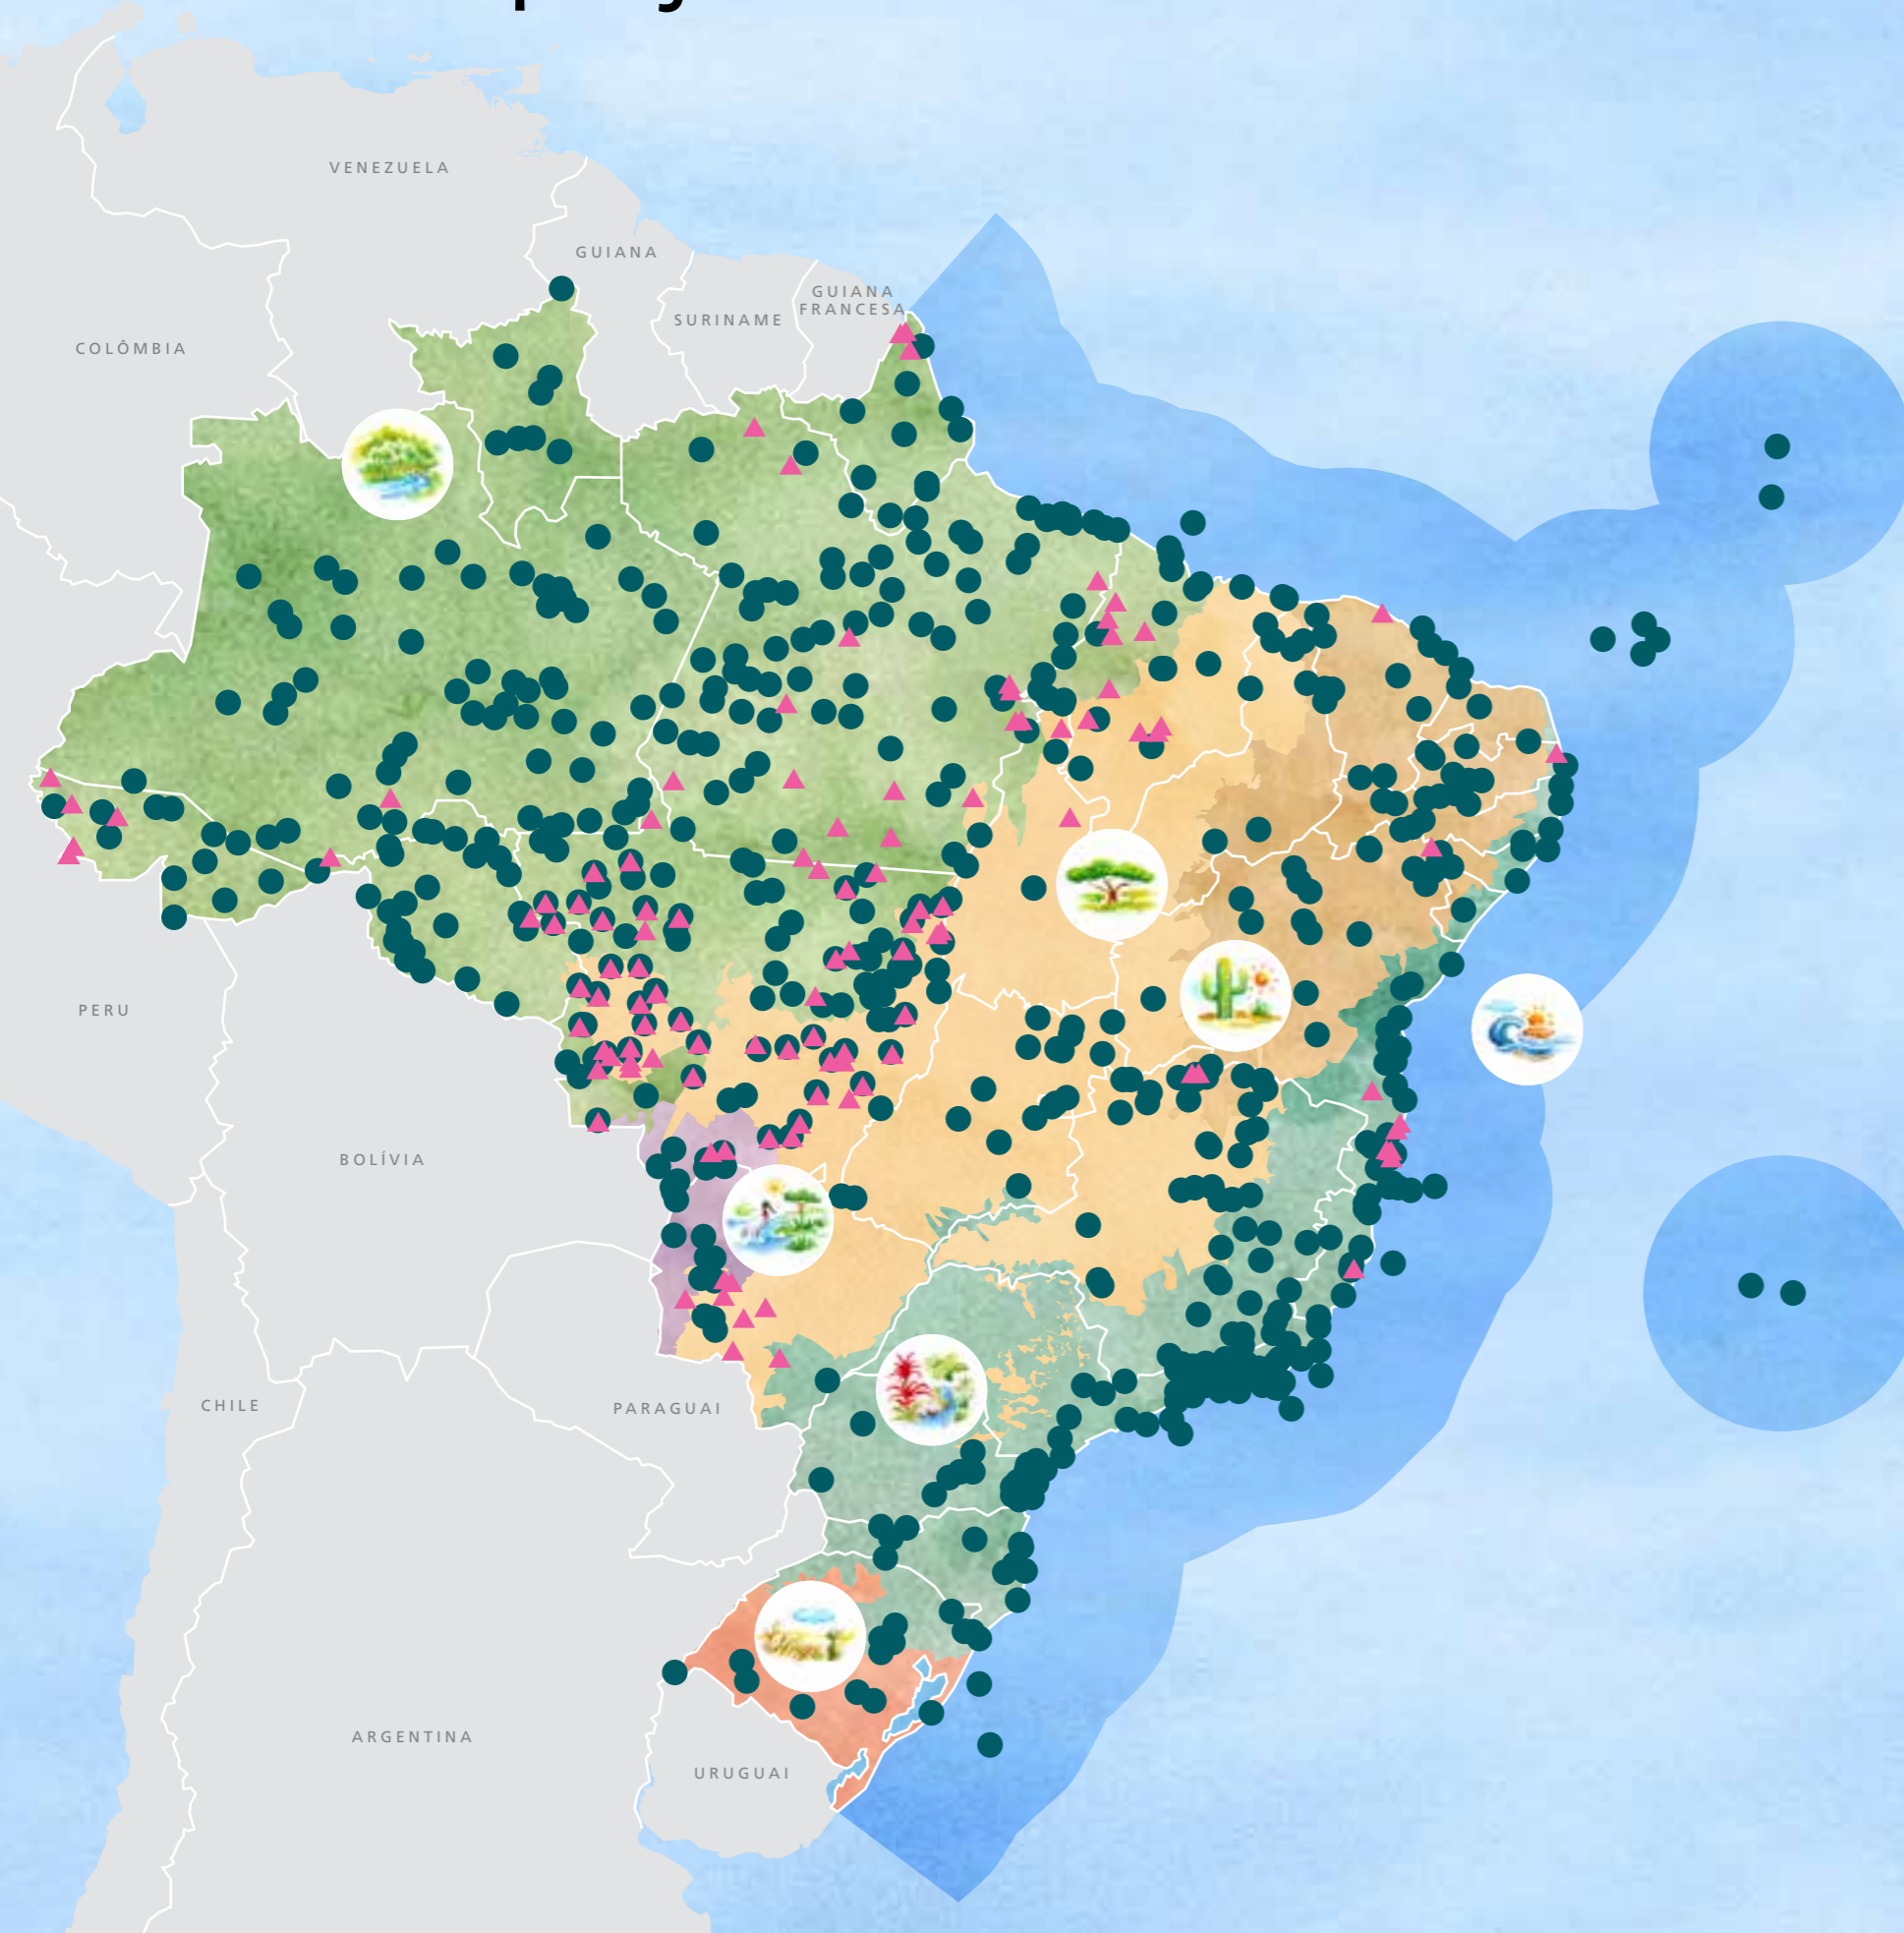 VENEZUELA
GUIANA
GUIANA
FRANCESA
SURINAME
COLÔMBIA
PERU
BOLÍVIA
CHILE
PARAGUAI
ARGENTINA
URUGUAI